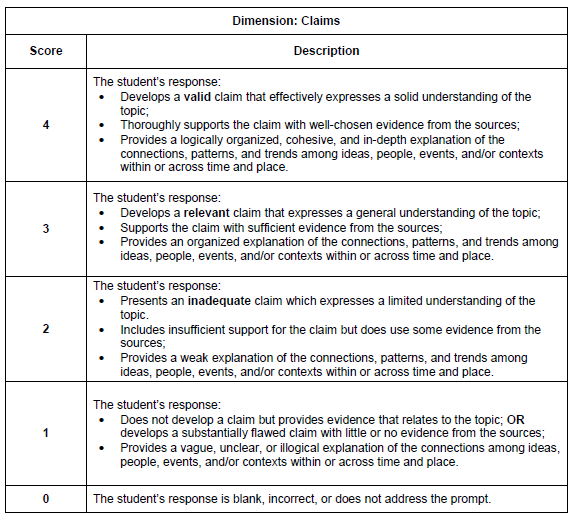 Dimension: Claims
Score Description
4
The student's response:
• Develops a valid claim that effectively expresses a solid understanding of the
topic;
• Thoroughly supports the claim with well-chosen evidence from the sources;
• Provides a logically organized, cohesive, and in-depth explanation of the
connections, patterns, and trends among ideas, people, events, and/or contexts
within or across time and place.
3
The student's response:
• Develops a relevant claim that expresses a general understanding of the topic;
• Supports the claim with sufficient evidence from the sources;
• Provides an organized explanation of the connections, patterns, and trends among
ideas, people, events, and/or contexts within or across time and place.
2
The student's response:
• Presents an inadequate claim which expresses a limited understanding of the
topic.
• Includes insufficient support for the claim but does use some evidence from the
sources;
• Provides a weak explanation of the connections, patterns, and trends among
ideas, people, events, and/or contexts within or across time and place.
1
The student's response:
• Does not develop a claim but provides evidence that relates to the topic; OR
develops a substantially flawed claim with little or no evidence from the sources;
• Provides a vague, unclear, or illogical explanation of the connections among ideas,
people, events, and/or contexts within or across time and place.
0
The student's response is blank, incorrect, or does not address the prompt.